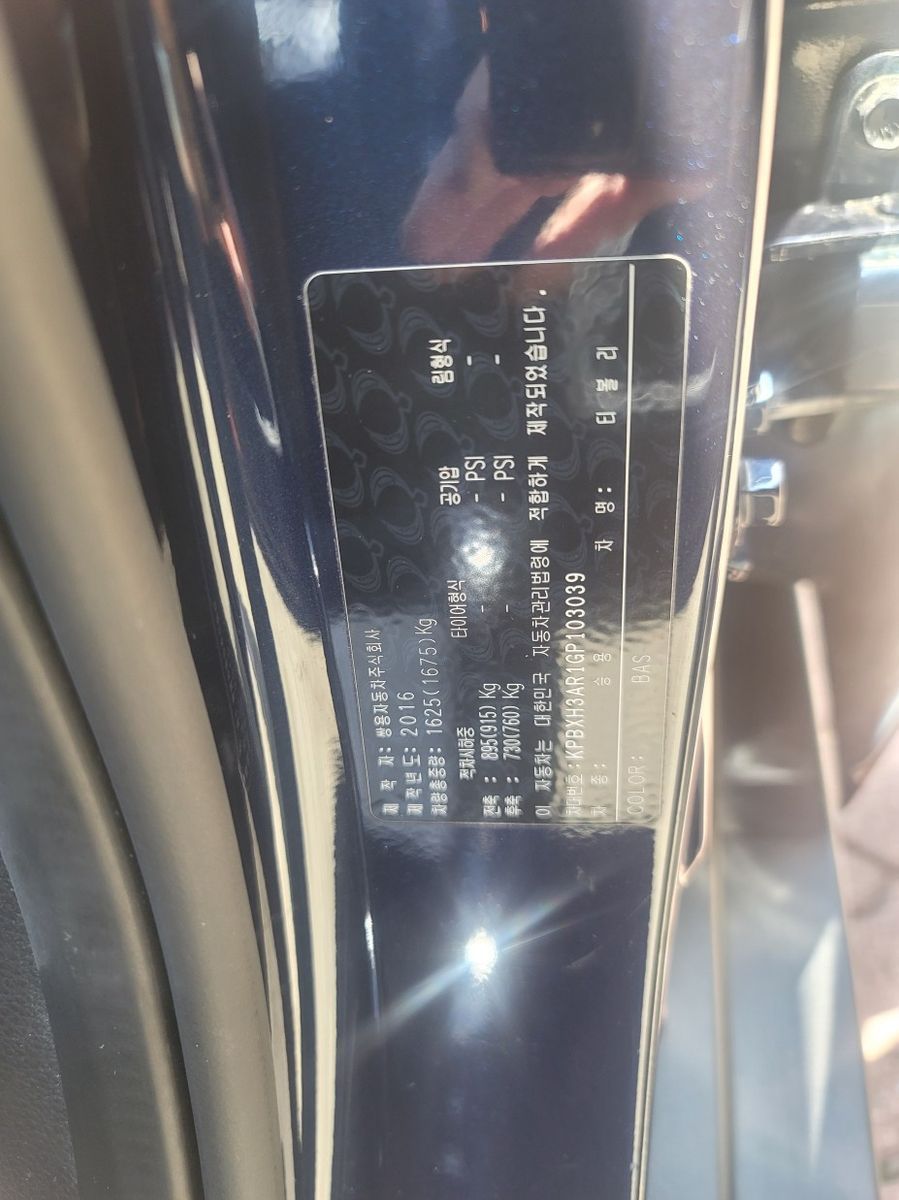 제 작 자: 쌍용자동차주식회사
제작년도: 2016
차량총중량: 1625(1675)Kg
적차시하중 타이어형식 공기압 림형식
전축 : 895(915) Kg - - PSI -
후축 : 730(760) Kg - - PSI -
이 자동차는 대한민국 자동차관리법령에 적합하게 제작되었습니다.
차대번호: KPBXH3AR1GP103039
차 종: 승 용 차 명: 티 볼 리
COLOR: BAS